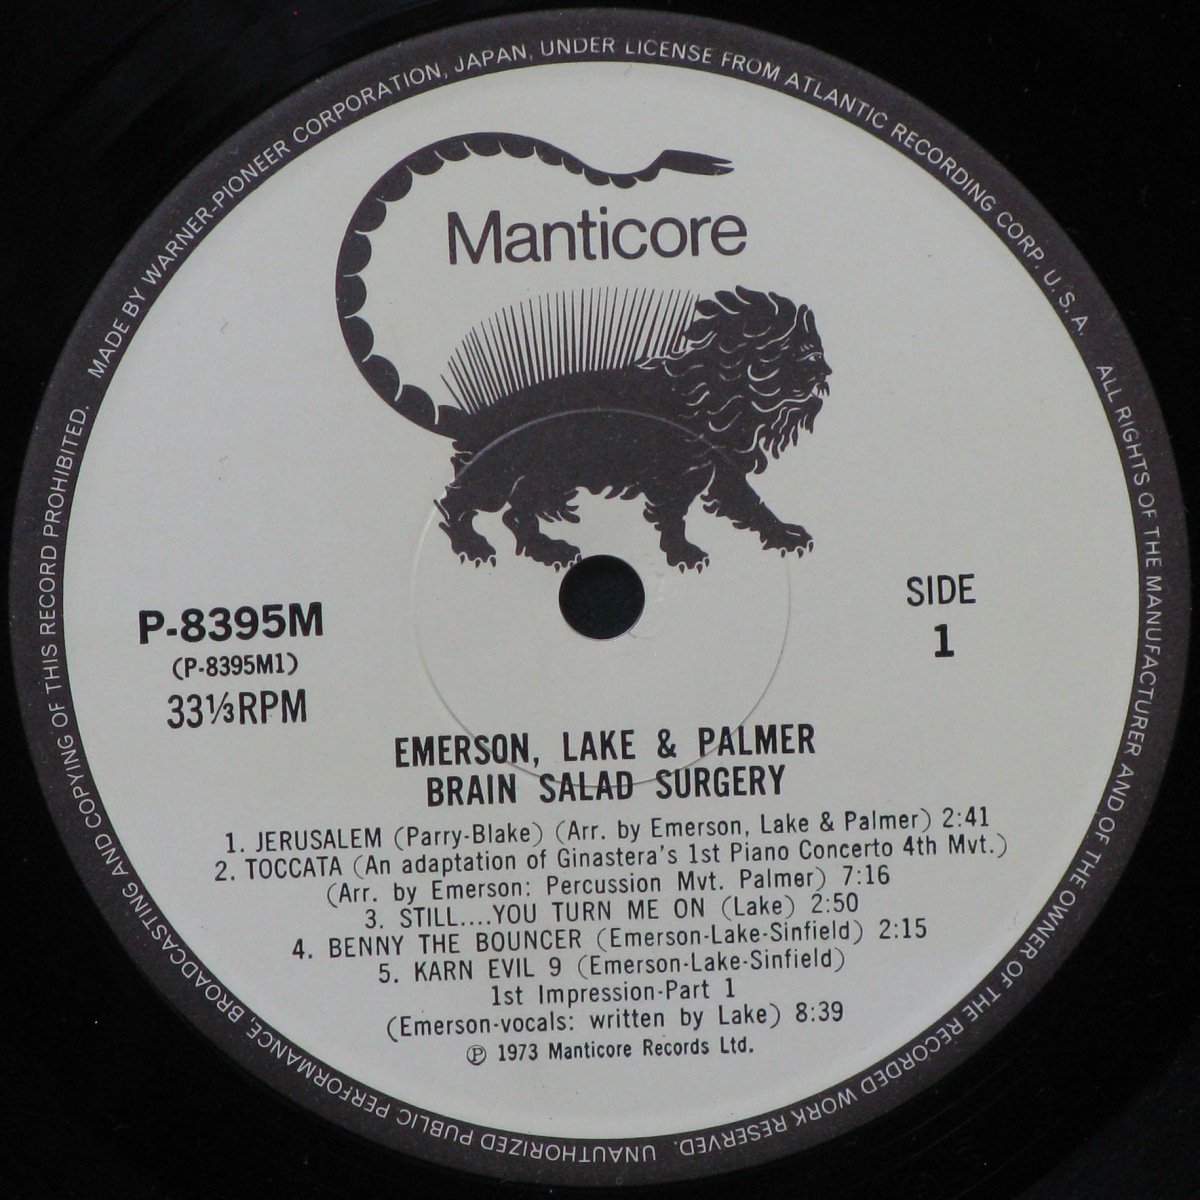 MADE BY WARNER-PIONEER CORPORATION, JAPAN, UNDER LICENSE FROM ATLANTIC RECORDING CORP. U.S.A. ALL RIGHTS OF THE MANUFACTURER AND OF THE OWNER OF THE RECORDED WORK RESERVED. UNAUTHORIZED PUBLIC PERFORMANCE, BROADCASTING AND COPYING OF THIS RECORD PROHIBITED.
Manticore
P-8395M
(P-8395M1)
33⅓RPM
SIDE
1
EMERSON, LAKE & PALMER
BRAIN SALAD SURGERY
1. JERUSALEM (Parry-Blake) (Arr. by Emerson, Lake & Palmer) 2:41
2. TOCCATA (An adaptation of Ginastera's 1st Piano Concerto 4th Mvt.)
(Arr. by Emerson: Percussion Mvt. Palmer) 7:16
3. STILL....YOU TURN ME ON (Lake) 2:50
4. BENNY THE BOUNCER (Emerson-Lake-Sinfield) 2:15
5. KARN EVIL 9 (Emerson-Lake-Sinfield)
1st Impression-Part 1
(Emerson-vocals: written by Lake) 8:39
℗ 1973 Manticore Records Ltd.